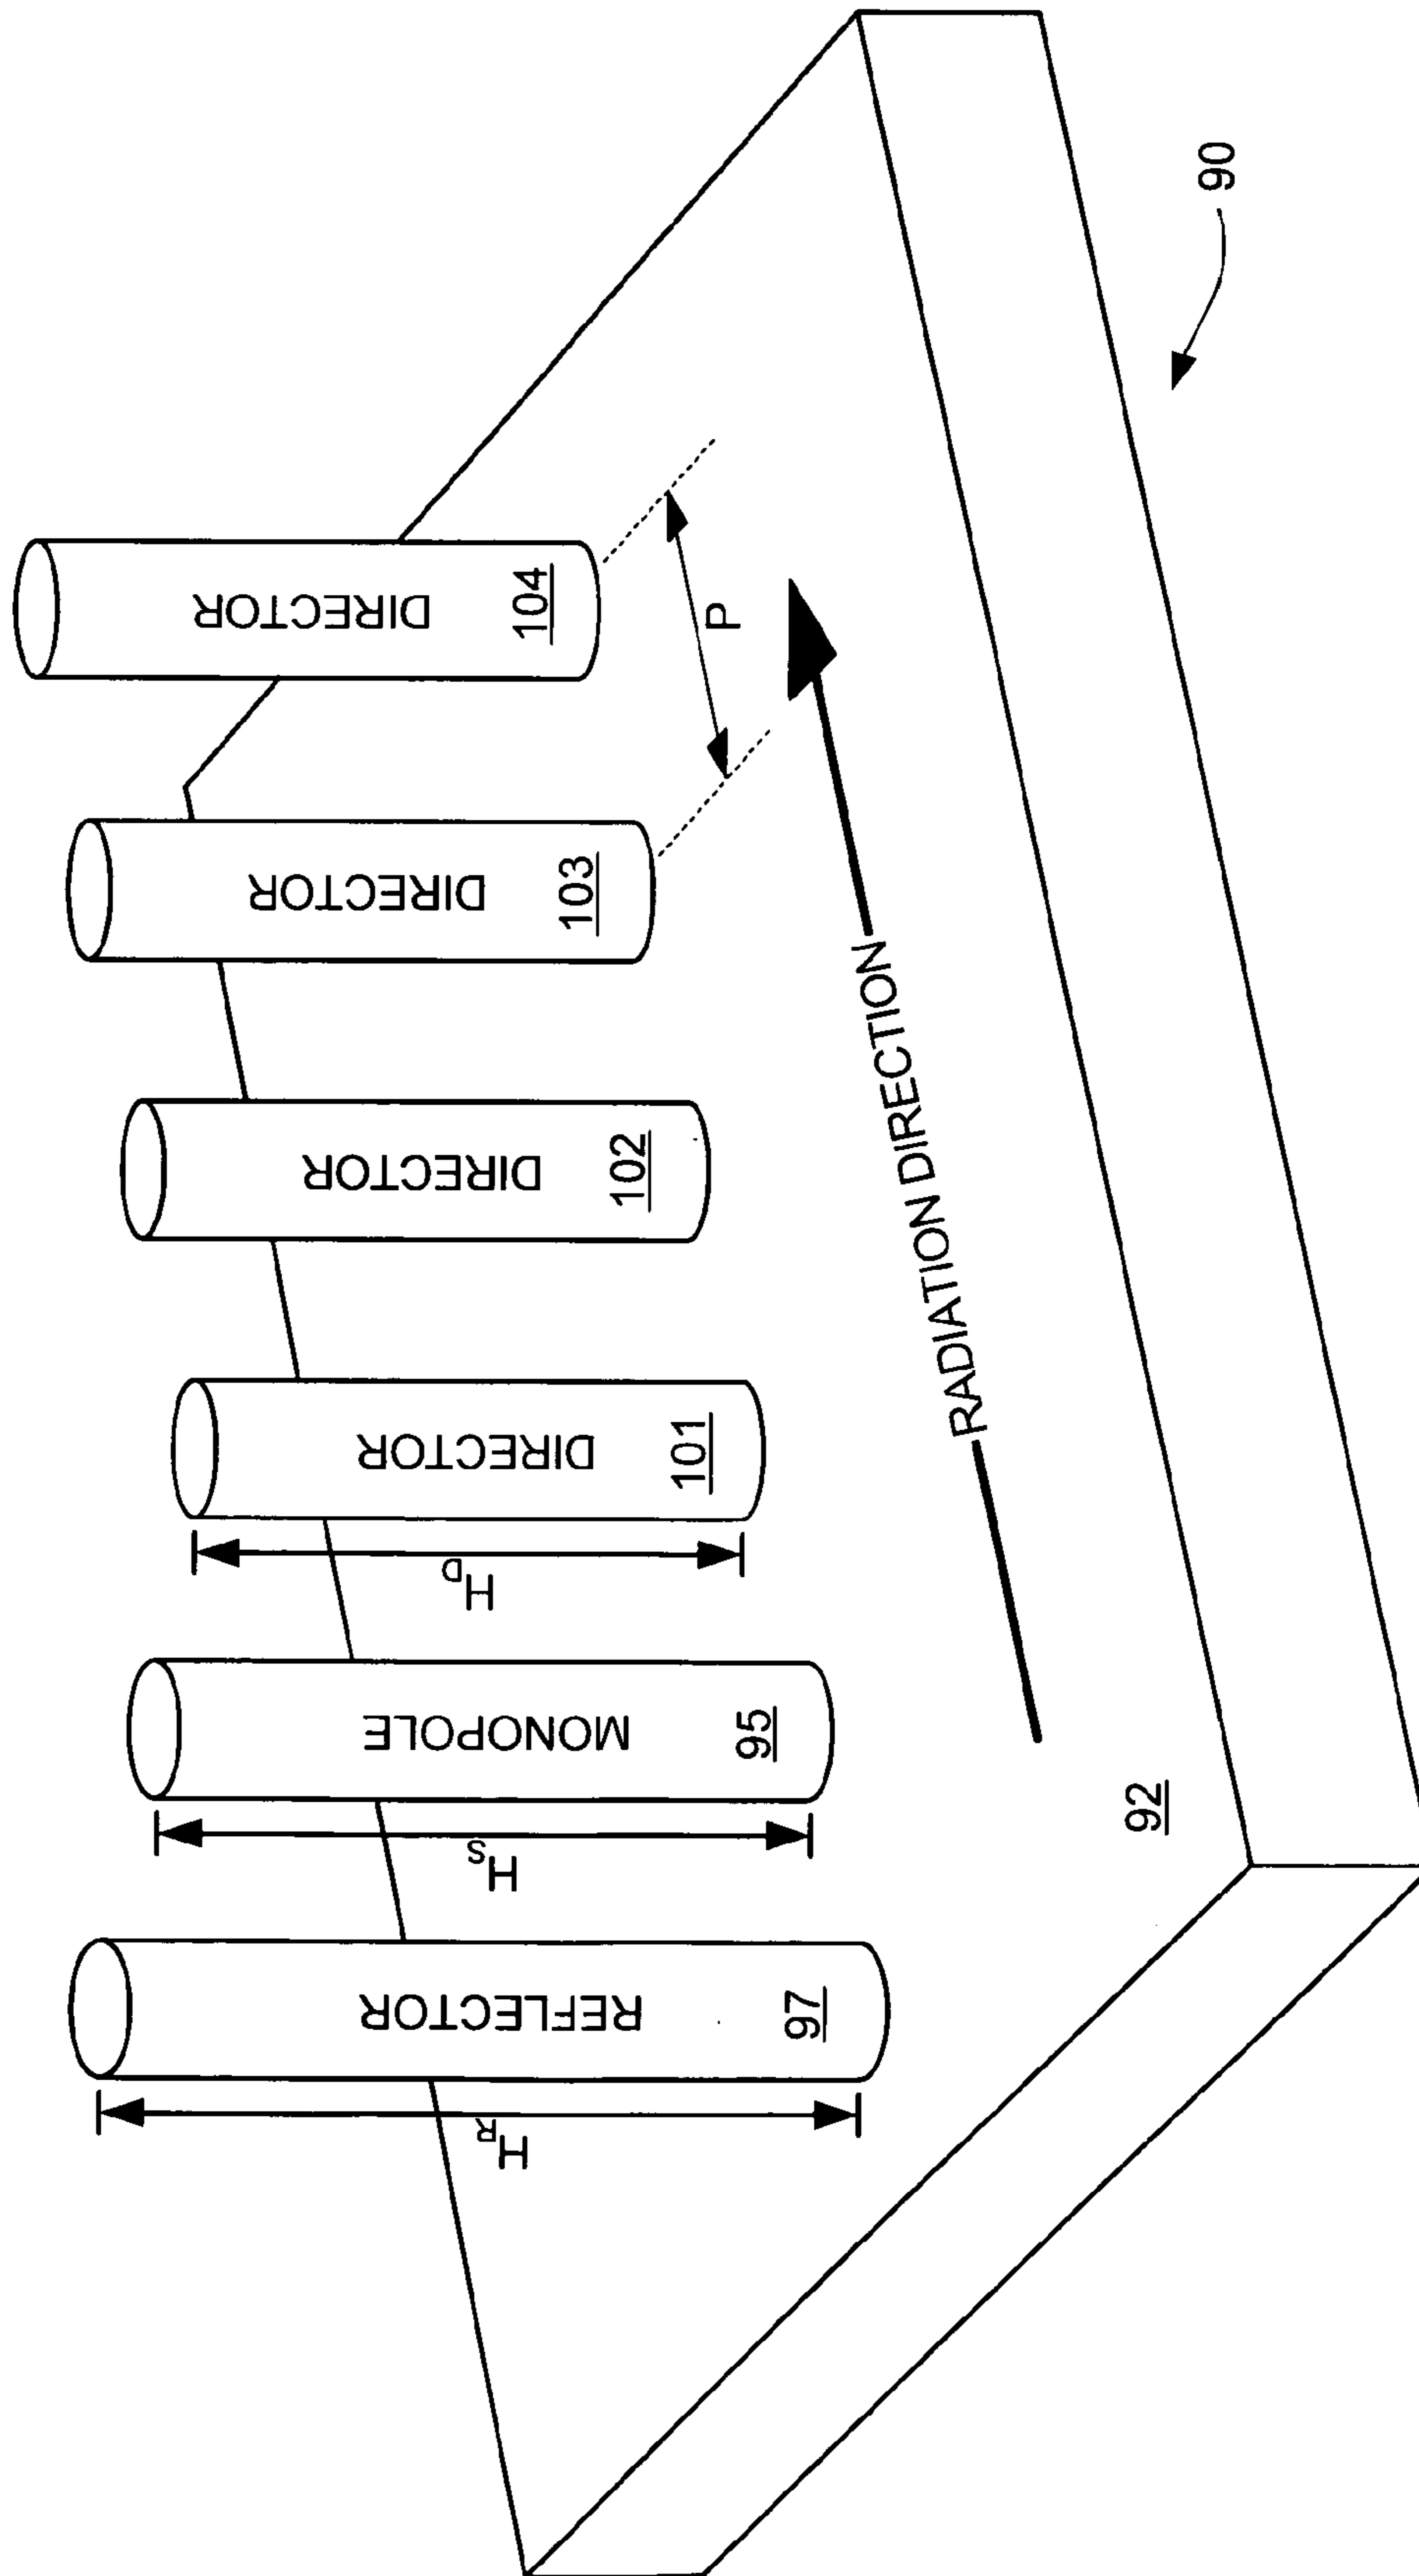 DIRECTOR
104
DIRECTOR
103
DIRECTOR
102
DIRECTOR
101
MONOPOLE
95
REFLECTOR
97
H_D
H_S
H_R
P
RADIATION DIRECTION
92
90